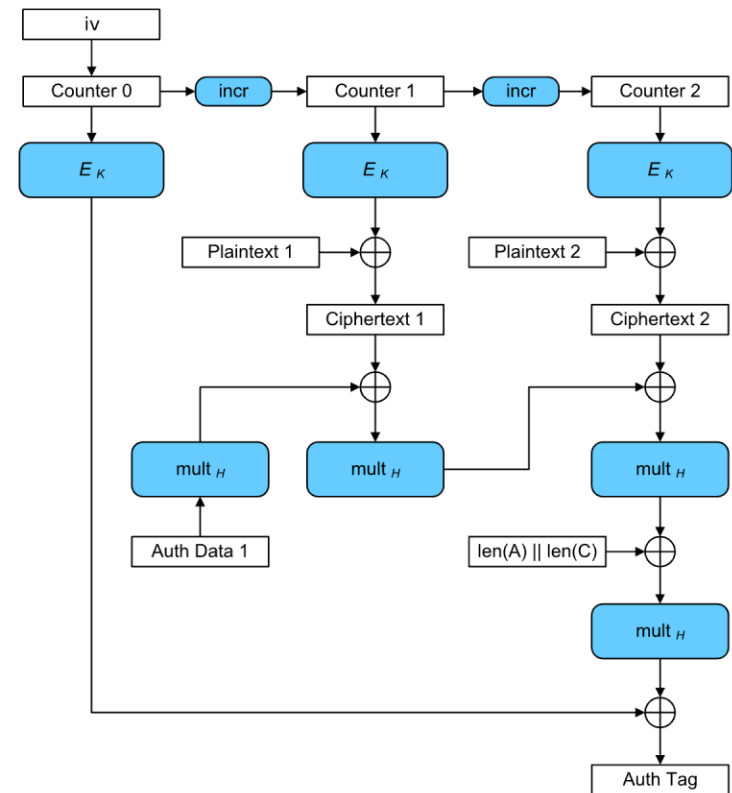 iv
Counter 0
incr
Counter 1
incr
Counter 2
E K
E K
E K
Plaintext 1
Plaintext 2
Ciphertext 1
Ciphertext 2
mult H
mult H
mult H
Auth Data 1
len(A) || len(C)
mult H
Auth Tag